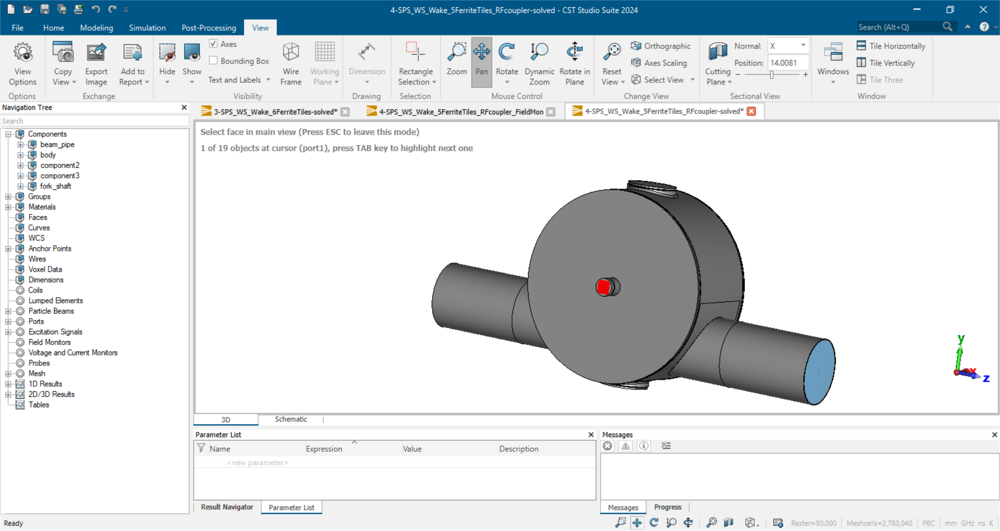 4-SPS_WS_Wake_5FerriteTiles_RFcoupler-solved - CST Studio Suite 2024
File Home Modeling Simulation Post-Processing View Search (Alt+Q)
View Options
Copy View
Export Image
Add to Report
Hide
Show
Axes
Bounding Box
Text and Labels
Wire Frame
Working Plane
Dimension
Rectangle Selection
Zoom
Pan
Rotate
Dynamic Zoom
Rotate in Plane
Reset View
Orthographic
Axes Scaling
Select View
Cutting Plane
Normal: X
Position: 14.0081
Windows
Tile Horizontally
Tile Vertically
Tile Three
Options Exchange Visibility Drawing Selection Mouse Control Change View Sectional View Window
Navigation Tree
Search
Components
beam_pipe
body
component2
component3
fork_shaft
Groups
Materials
Faces
Curves
WCS
Anchor Points
Wires
Voxel Data
Dimensions
Coils
Lumped Elements
Particle Beams
Ports
Excitation Signals
Field Monitors
Voltage and Current Monitors
Probes
Mesh
1D Results
2D/3D Results
Tables
3-SPS_WS_Wake_6FerriteTiles-solved* 4-SPS_WS_Wake_5FerriteTiles_RFcoupler_FieldMon 4-SPS_WS_Wake_5FerriteTiles_RFcoupler-solved*
Select face in main view (Press ESC to leave this mode)
1 of 19 objects at cursor (port1), press TAB key to highlight next one
y
x
z
3D Schematic
Parameter List
Name Expression Value Description
<new parameter>
Result Navigator Parameter List
Messages
Messages Progress
Ready Raster=50.000 Meshcells=2,783,040 PEC mm GHz ns K